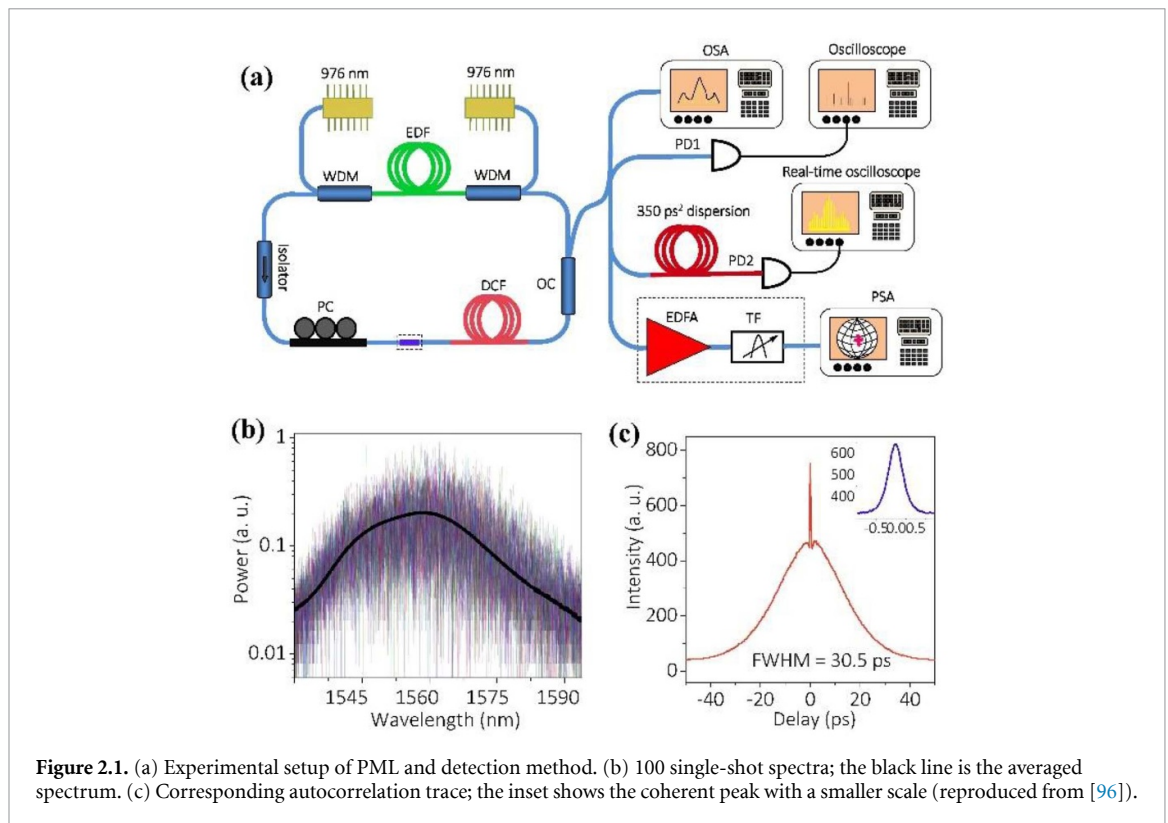 (a)
976 nm
976 nm
EDF
WDM
WDM
Isolator
PC
DCF
OC
OSA
Oscilloscope
PD1
Real-time oscilloscope
350 ps² dispersion
PD2
EDFA
TF
PSA
(b)
Power (a. u.)
1
0.1
0.01
1545 1560 1575 1590
Wavelength (nm)
(c)
Intensity (a. u.)
800
600
400
200
0
600
500
400
-0.50.00.5
FWHM = 30.5 ps
-40 -20 0 20 40
Delay (ps)
Figure 2.1. (a) Experimental setup of PML and detection method. (b) 100 single-shot spectra; the black line is the averaged
spectrum. (c) Corresponding autocorrelation trace; the inset shows the coherent peak with a smaller scale (reproduced from [96]).